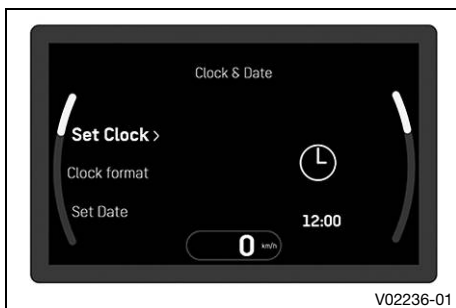 Clock & Date
Set Clock >
Clock format
Set Date
12:00
0 km/h
V02236-01